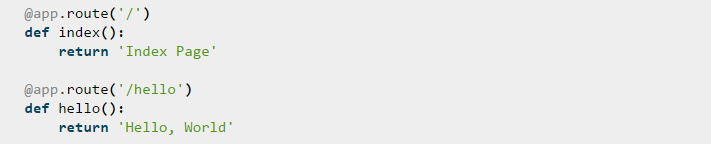 @app.route('/')
def index():
    return 'Index Page'

@app.route('/hello')
def hello():
    return 'Hello, World'